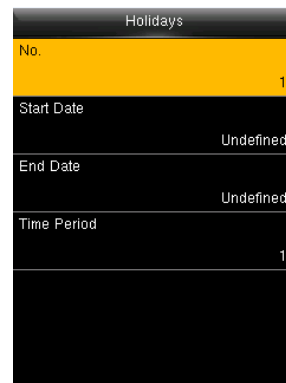 Holidays
No.
1
Start Date
Undefined
End Date
Undefined
Time Period
1